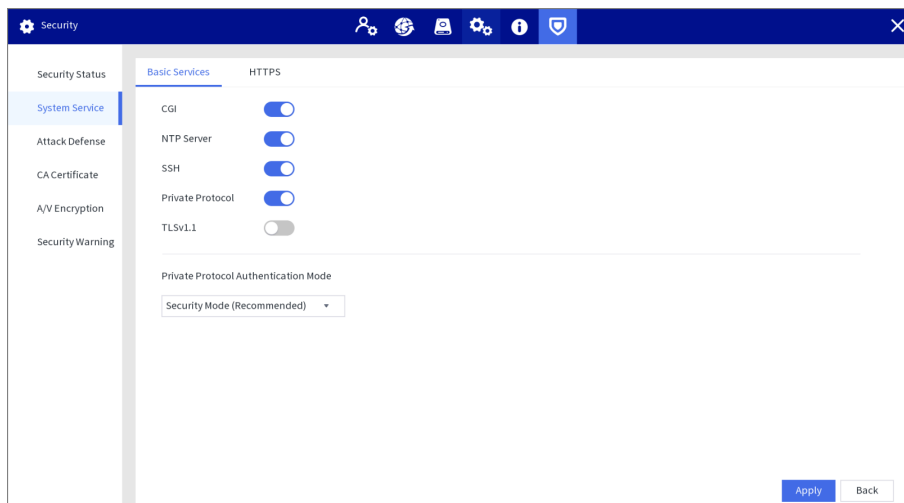 Security
Security Status
System Service
Attack Defense
CA Certificate
A/V Encryption
Security Warning
Basic Services HTTPS
CGI
NTP Server
SSH
Private Protocol
TLSv1.1
Private Protocol Authentication Mode
Security Mode (Recommended)
Apply Back